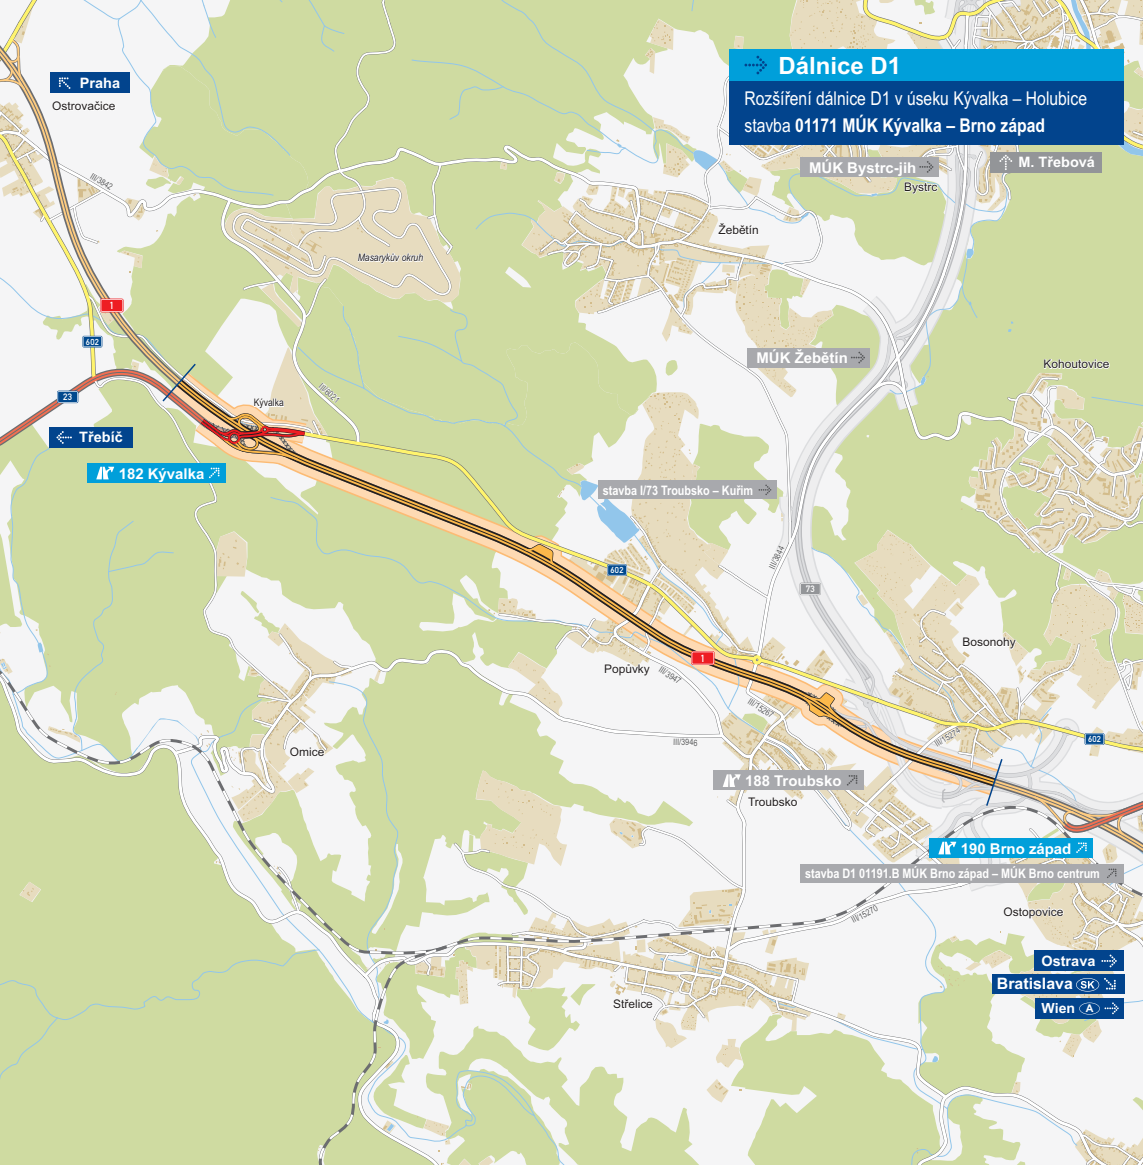 Dálnice D1
Rozšíření dálnice D1 v úseku Kývalka – Holubice
stavba 01171 MÚK Kývalka – Brno západ
Praha
Ostrovačice
MÚK Bystrc-jih
M. Třebová
Bystrc
III/3842
Žebětín
Masarykův okruh
1
602
MÚK Žebětín
Kohoutovice
23
III/6021
Kývalka
Třebíč
182 Kývalka
stavba I/73 Troubsko – Kuřim
III/3844
602
73
Bosonohy
1
Popůvky
III/3947
III/15267
III/3946
III/15274
602
Omice
188 Troubsko
Troubsko
190 Brno západ
stavba D1 01191.B MÚK Brno západ – MÚK Brno centrum
III/15270
Ostopovice
Ostrava
Bratislava SK
Střelice
Wien A